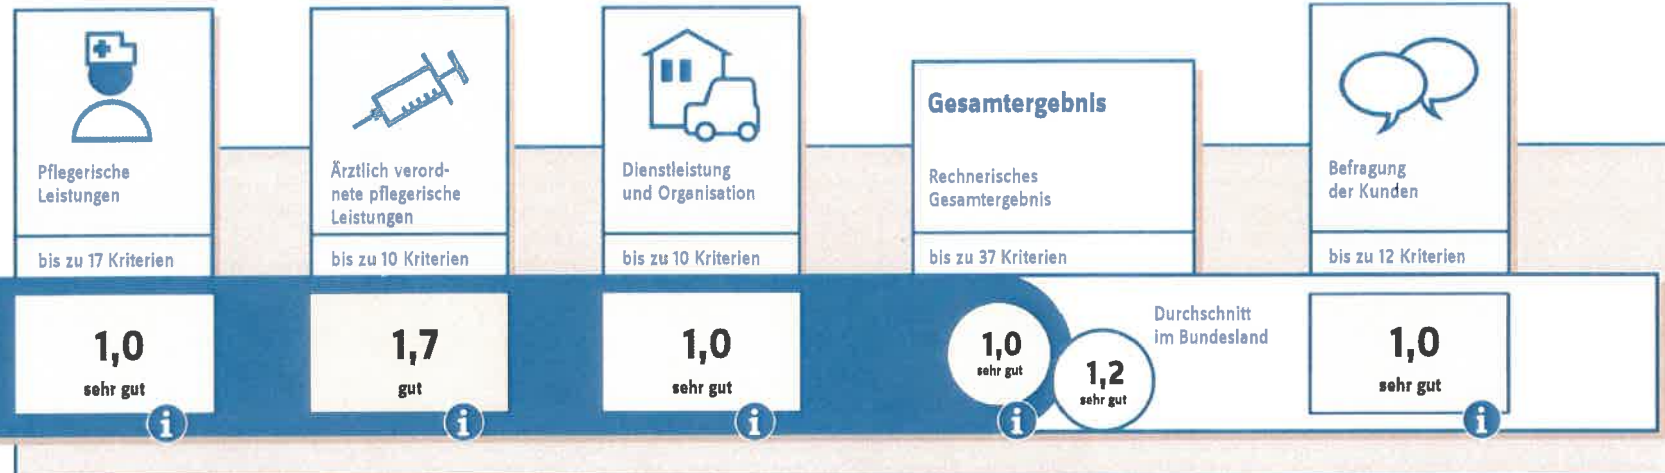 Pflegerische
Leistungen
bis zu 17 Kriterien
1,0
sehr gut
i
Ärztlich verord-
nete pflegerische
Leistungen
bis zu 10 Kriterien
1,7
gut
i
Dienstleistung
und Organisation
bis zu 10 Kriterien
1,0
sehr gut
i
Gesamtergebnis
Rechnerisches
Gesamtergebnis
bis zu 37 Kriterien
1,0
sehr gut
i
1,2
sehr gut
Durchschnitt
im Bundesland
Befragung
der Kunden
bis zu 12 Kriterien
1,0
sehr gut
i